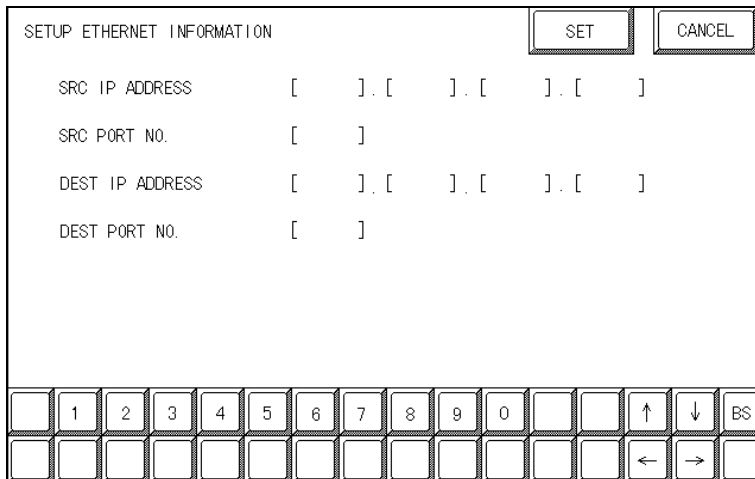 SETUP ETHERNET INFORMATION SET CANCEL
SRC IP ADDRESS [ ].[ ].[ ].[ ]
SRC PORT NO. [ ]
DEST IP ADDRESS [ ].[ ].[ ].[ ]
DEST PORT NO. [ ]
1 2 3 4 5 6 7 8 9 0 ↑ ↓ BS
← →